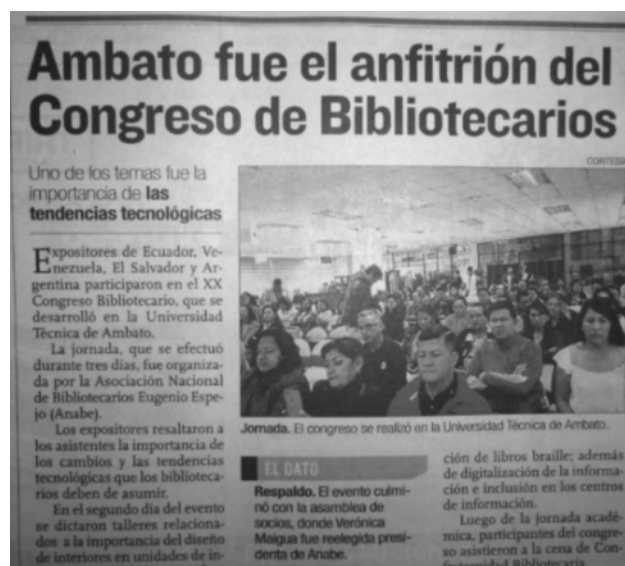 Ambato fue el anfitrión del
Congreso de Bibliotecarios
CORTESÍA
Uno de los temas fue la
importancia de las
tendencias tecnológicas
Expositores de Ecuador, Ve-
nezuela, El Salvador y Ar-
gentina participaron en el XX
Congreso Bibliotecario, que se
desarrolló en la Universidad
Técnica de Ambato.
La jornada, que se efectuó
durante tres días, fue organiza-
da por la Asociación Nacional
de Bibliotecarios Eugenio Espe-
jo (Anabe).
Los expositores resaltaron a
los asistentes la importancia de
los cambios y las tendencias
tecnológicas que los biblioteca-
rios deben de asumir.
En el segundo día del evento
se dictaron talleres relaciona-
dos a la importancia del diseño
de interiores en unidades de in-
Jornada. El congreso se realizó en la Universidad Técnica de Ambato.
EL DATO
Respaldo. El evento culmi-
nó con la asamblea de
socios, donde Verónica
Maigua fue reelegida presi-
denta de Anabe.
ción de libros braille; además
de digitalización de la informa-
ción e inclusión en los centros
de información.
Luego de la jornada acadé-
mica, participantes del congre-
so asistieron a la cena de Con-
fraternidad Bibliotecaria